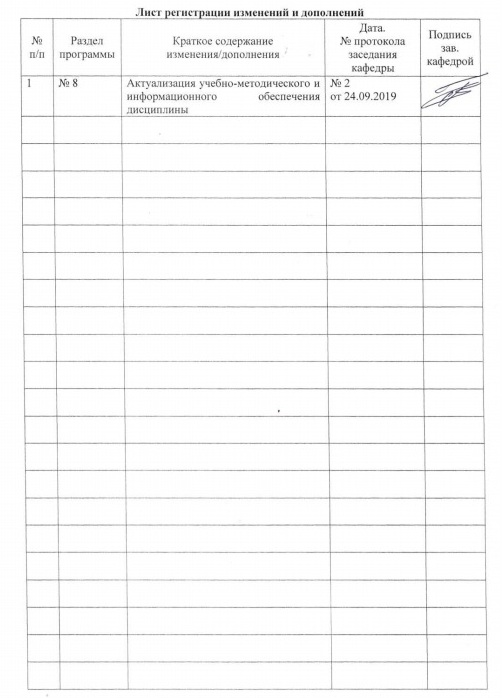 Лист регистрации изменений и дополнений
№ п/п
Раздел программы
Краткое содержание изменения/дополнения
Дата. № протокола заседания кафедры
Подпись зав. кафедрой
1
№ 8
Актуализация учебно-методического и
информационного обеспечения
дисциплины
№ 2
от 24.09.2019